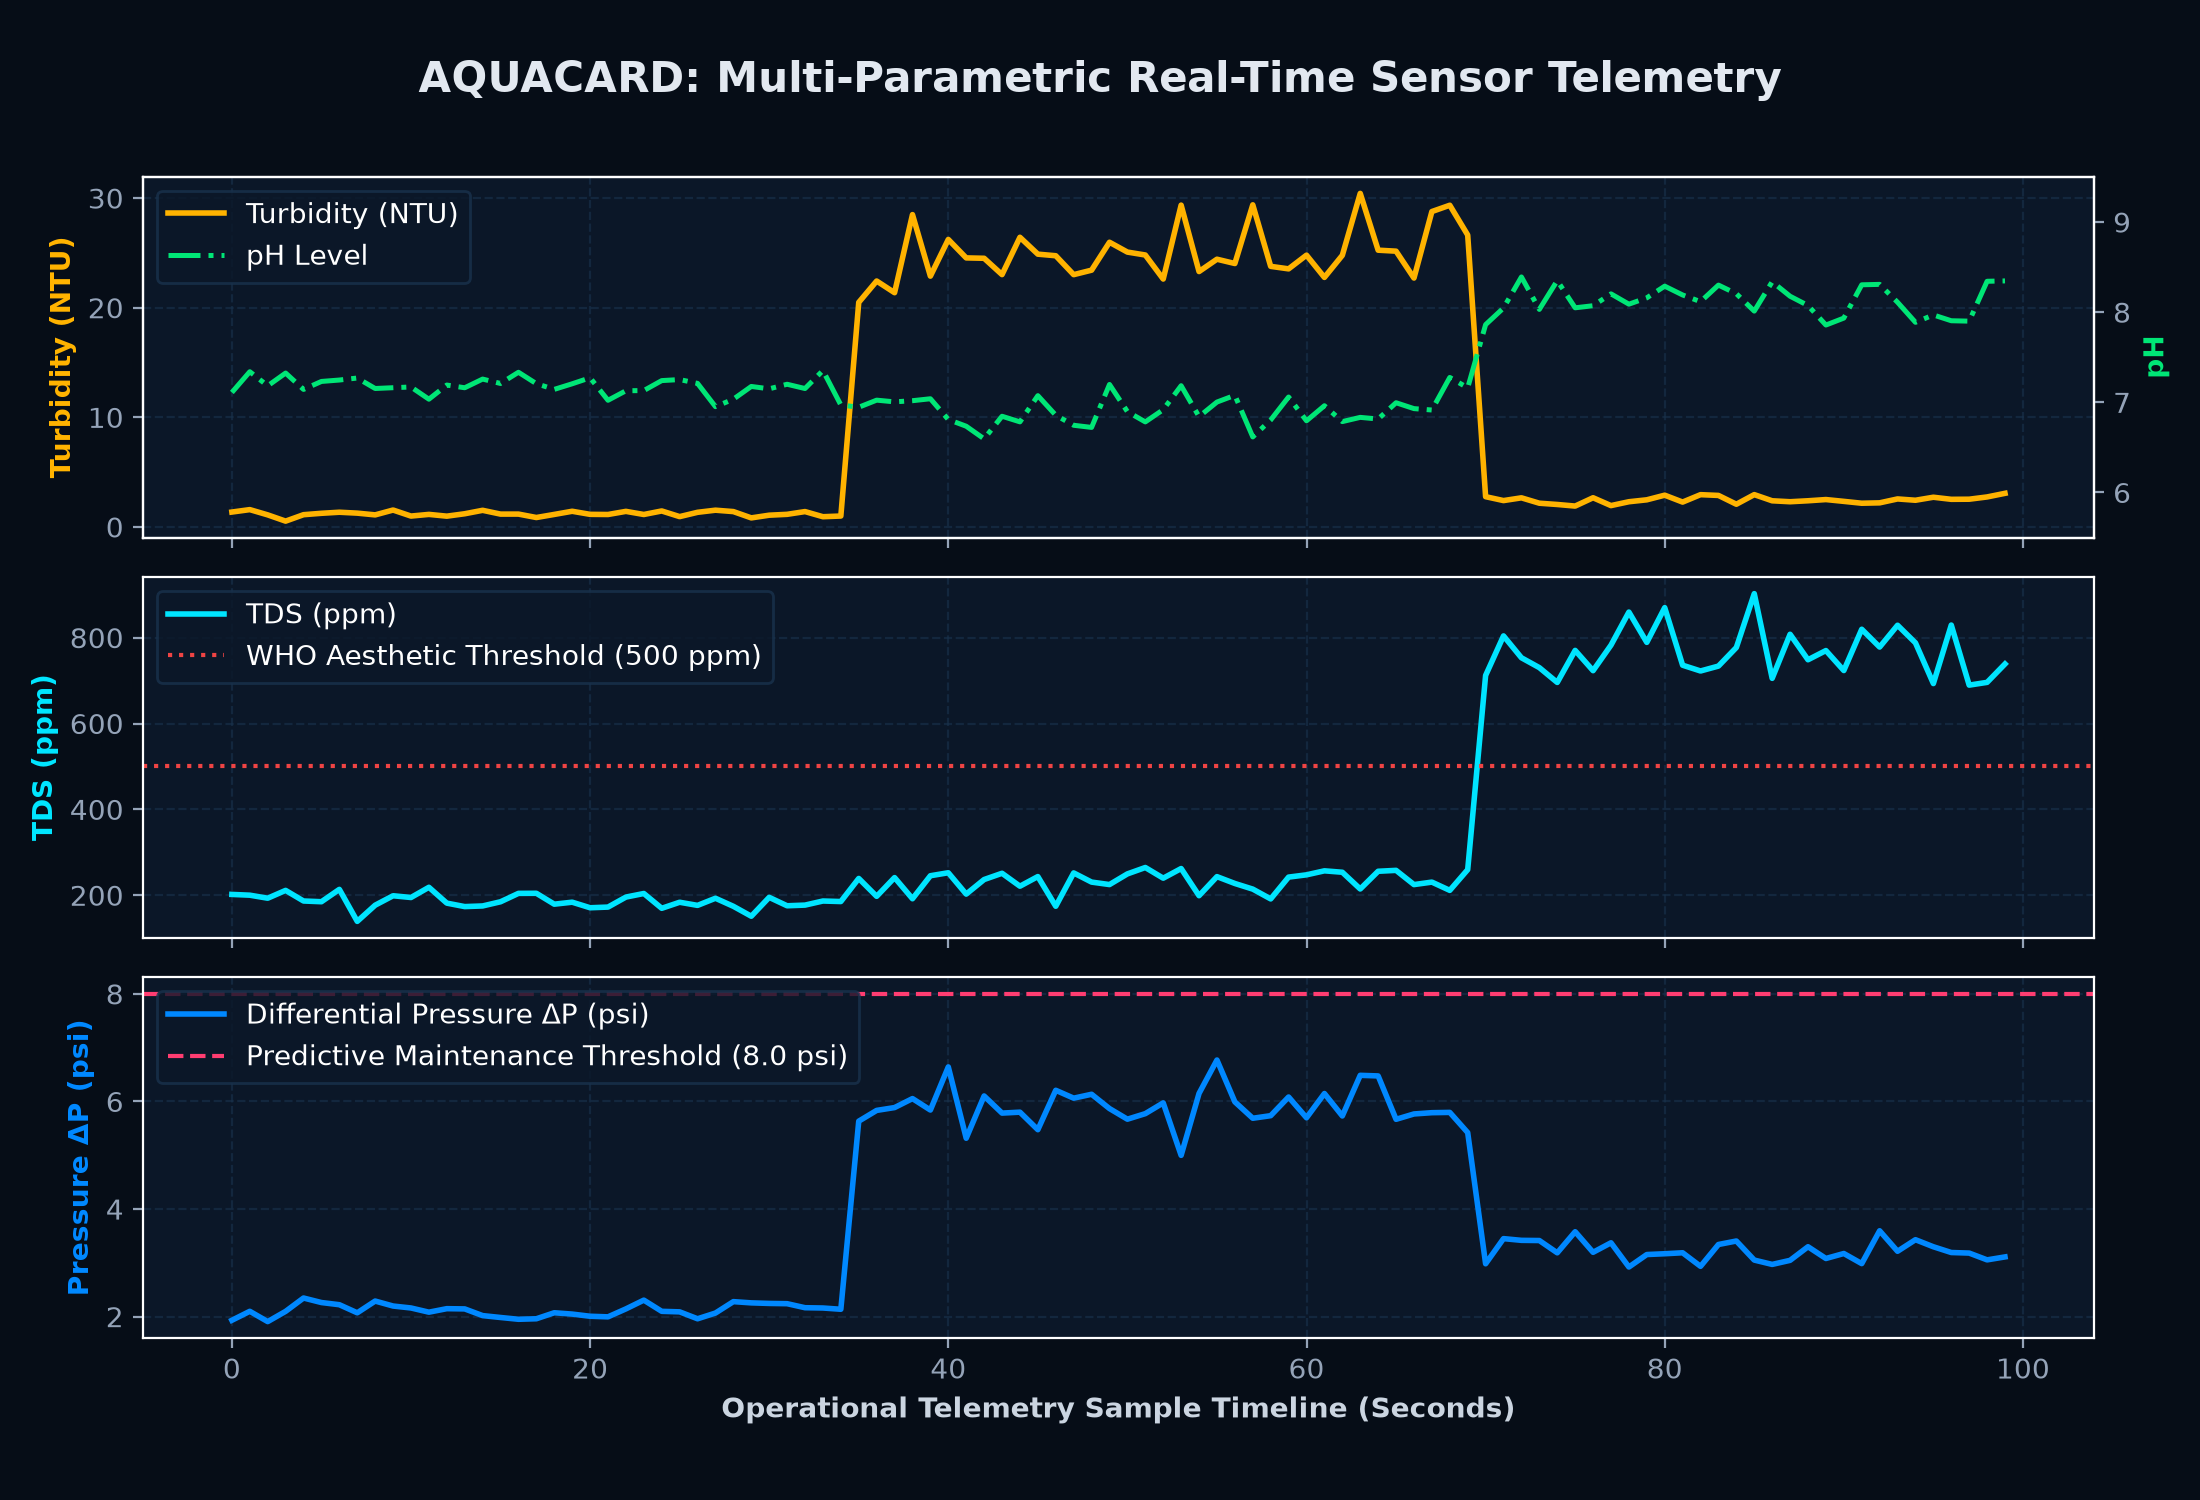 AQUACARD: Multi-Parametric Real-Time Sensor Telemetry
Turbidity (NTU)
30
20
10
0
Turbidity (NTU)
pH Level
9
8
7
6
pH
TDS (ppm)
800
600
400
200
TDS (ppm)
WHO Aesthetic Threshold (500 ppm)
Pressure ΔP (psi)
8
6
4
2
Differential Pressure ΔP (psi)
Predictive Maintenance Threshold (8.0 psi)
0 20 40 60 80 100
Operational Telemetry Sample Timeline (Seconds)